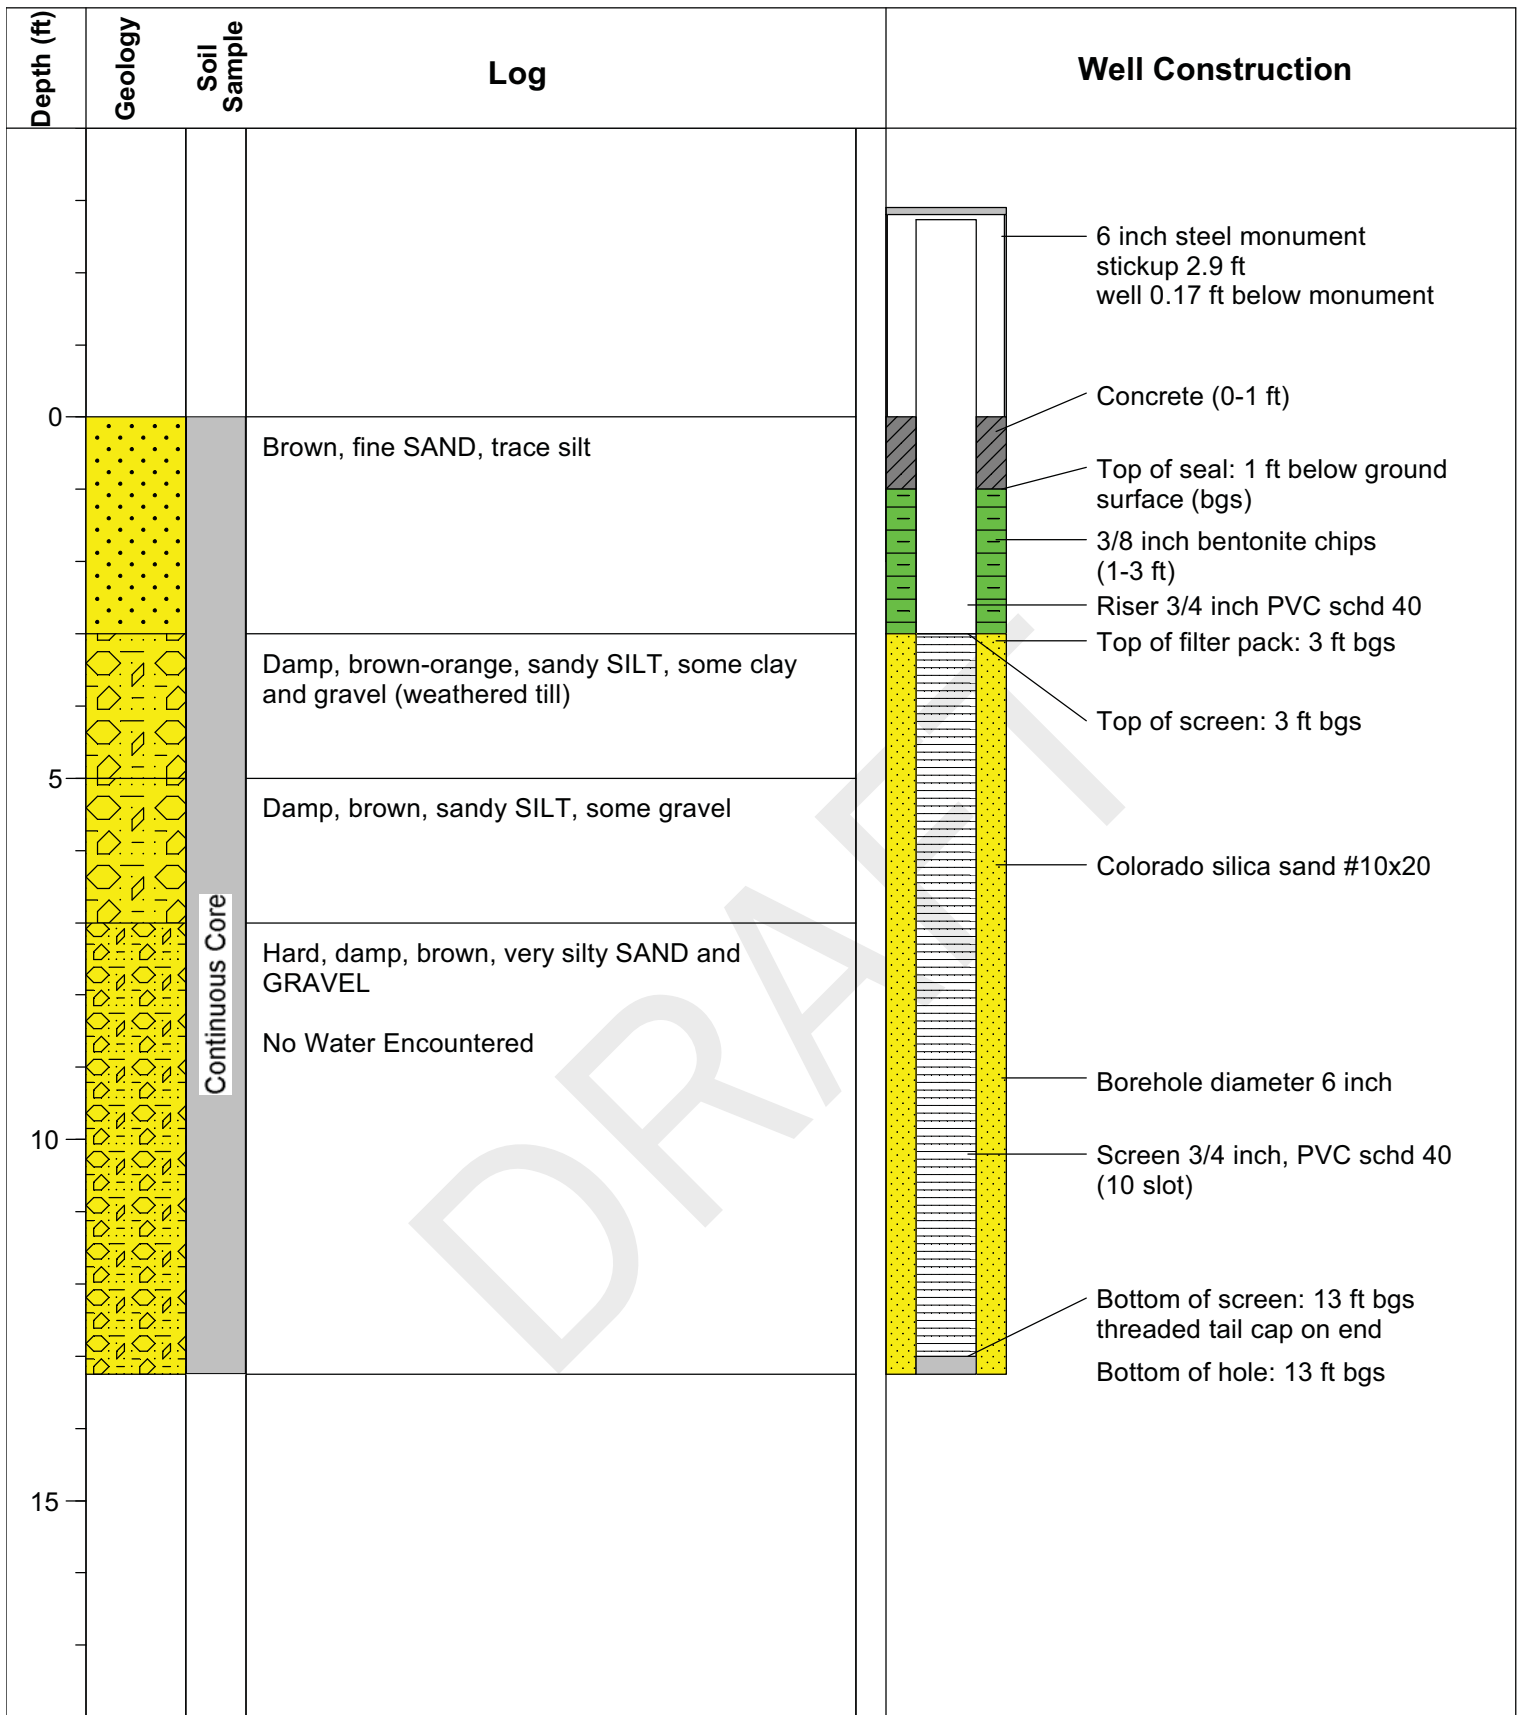 Depth (ft)
Geology
Soil
Sample
Log
Well Construction
6 inch steel monument
stickup 2.9 ft
well 0.17 ft below monument
Concrete (0-1 ft)
0
Brown, fine SAND, trace silt
Top of seal: 1 ft below ground
surface (bgs)
3/8 inch bentonite chips
(1-3 ft)
Riser 3/4 inch PVC schd 40
Top of filter pack: 3 ft bgs
Damp, brown-orange, sandy SILT, some clay
and gravel (weathered till)
Top of screen: 3 ft bgs
5
Damp, brown, sandy SILT, some gravel
Colorado silica sand #10x20
Continuous Core
Hard, damp, brown, very silty SAND and
GRAVEL
No Water Encountered
Borehole diameter 6 inch
10
Screen 3/4 inch, PVC schd 40
(10 slot)
Bottom of screen: 13 ft bgs
threaded tail cap on end
Bottom of hole: 13 ft bgs
15
DRAFT